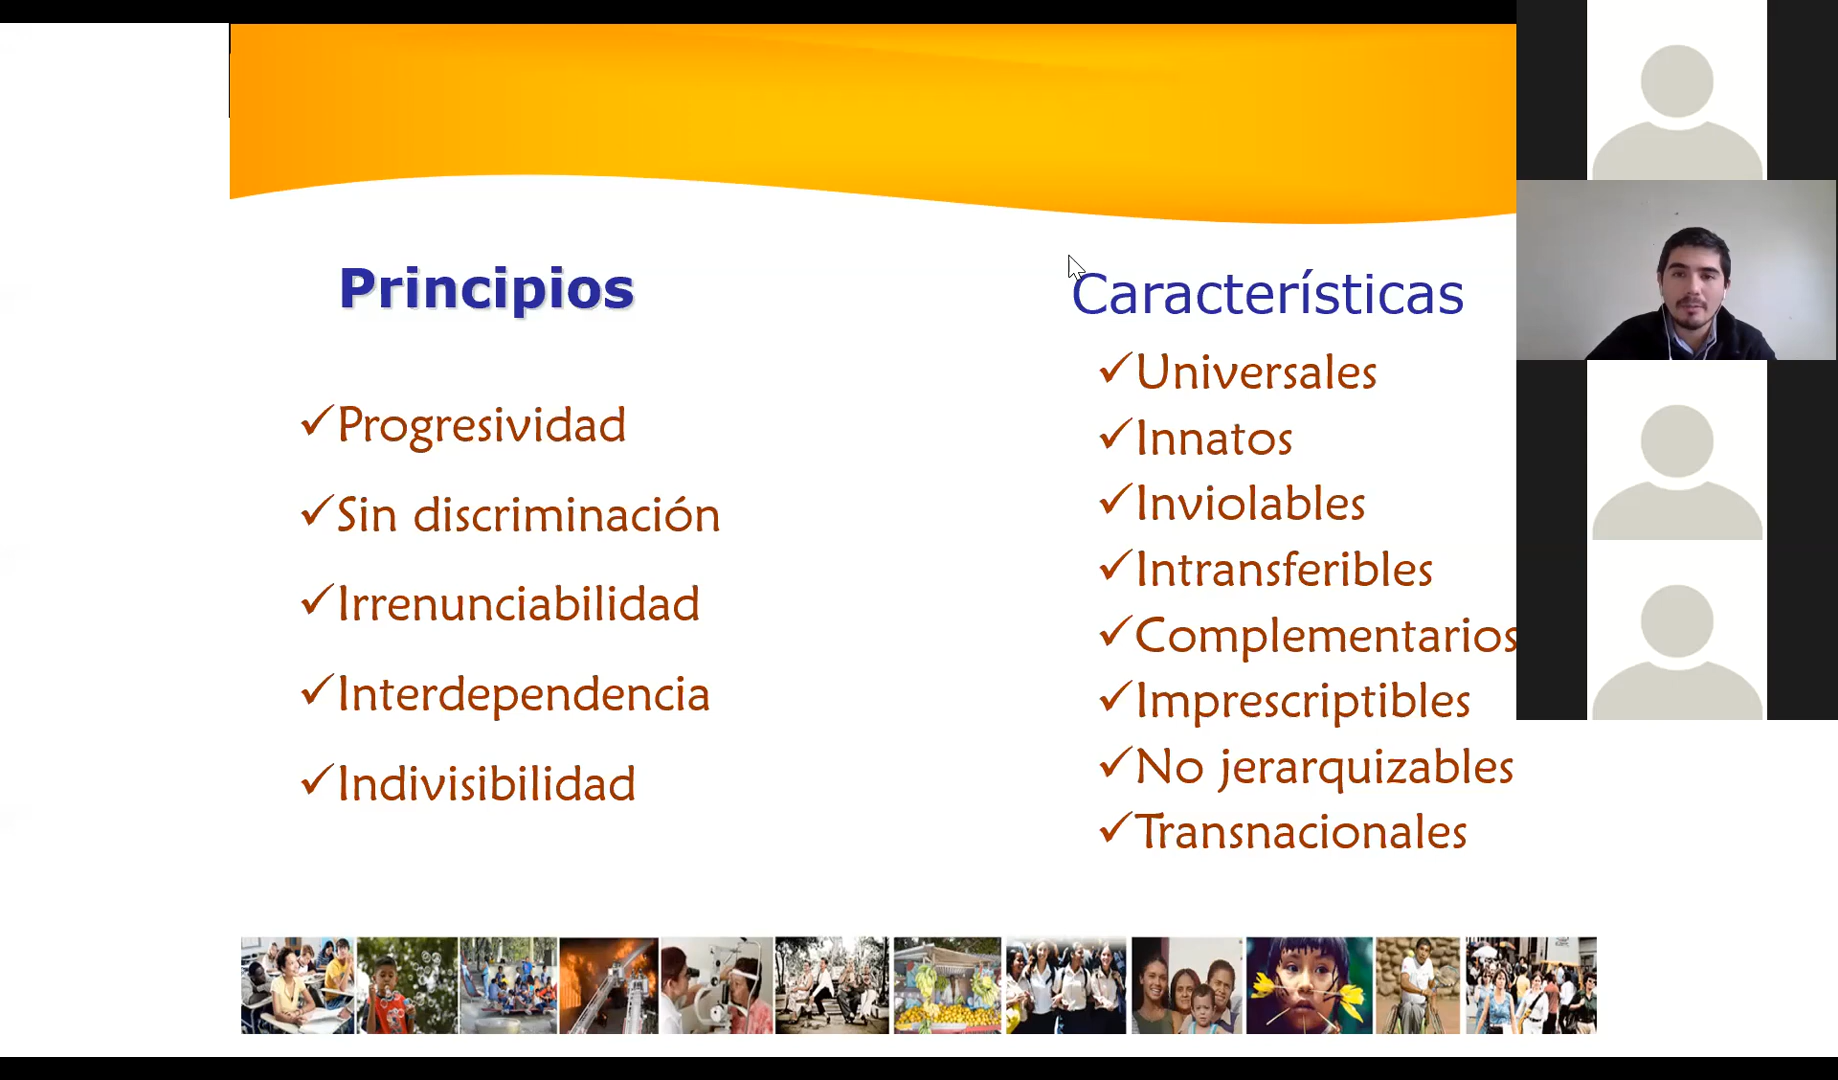 Principios
✓Progresividad
✓Sin discriminación
✓Irrenunciabilidad
✓Interdependencia
✓Indivisibilidad
Características
✓Universales
✓Innatos
✓Inviolables
✓Intransferibles
✓Complementarios
✓Imprescriptibles
✓No jerarquizables
✓Transnacionales